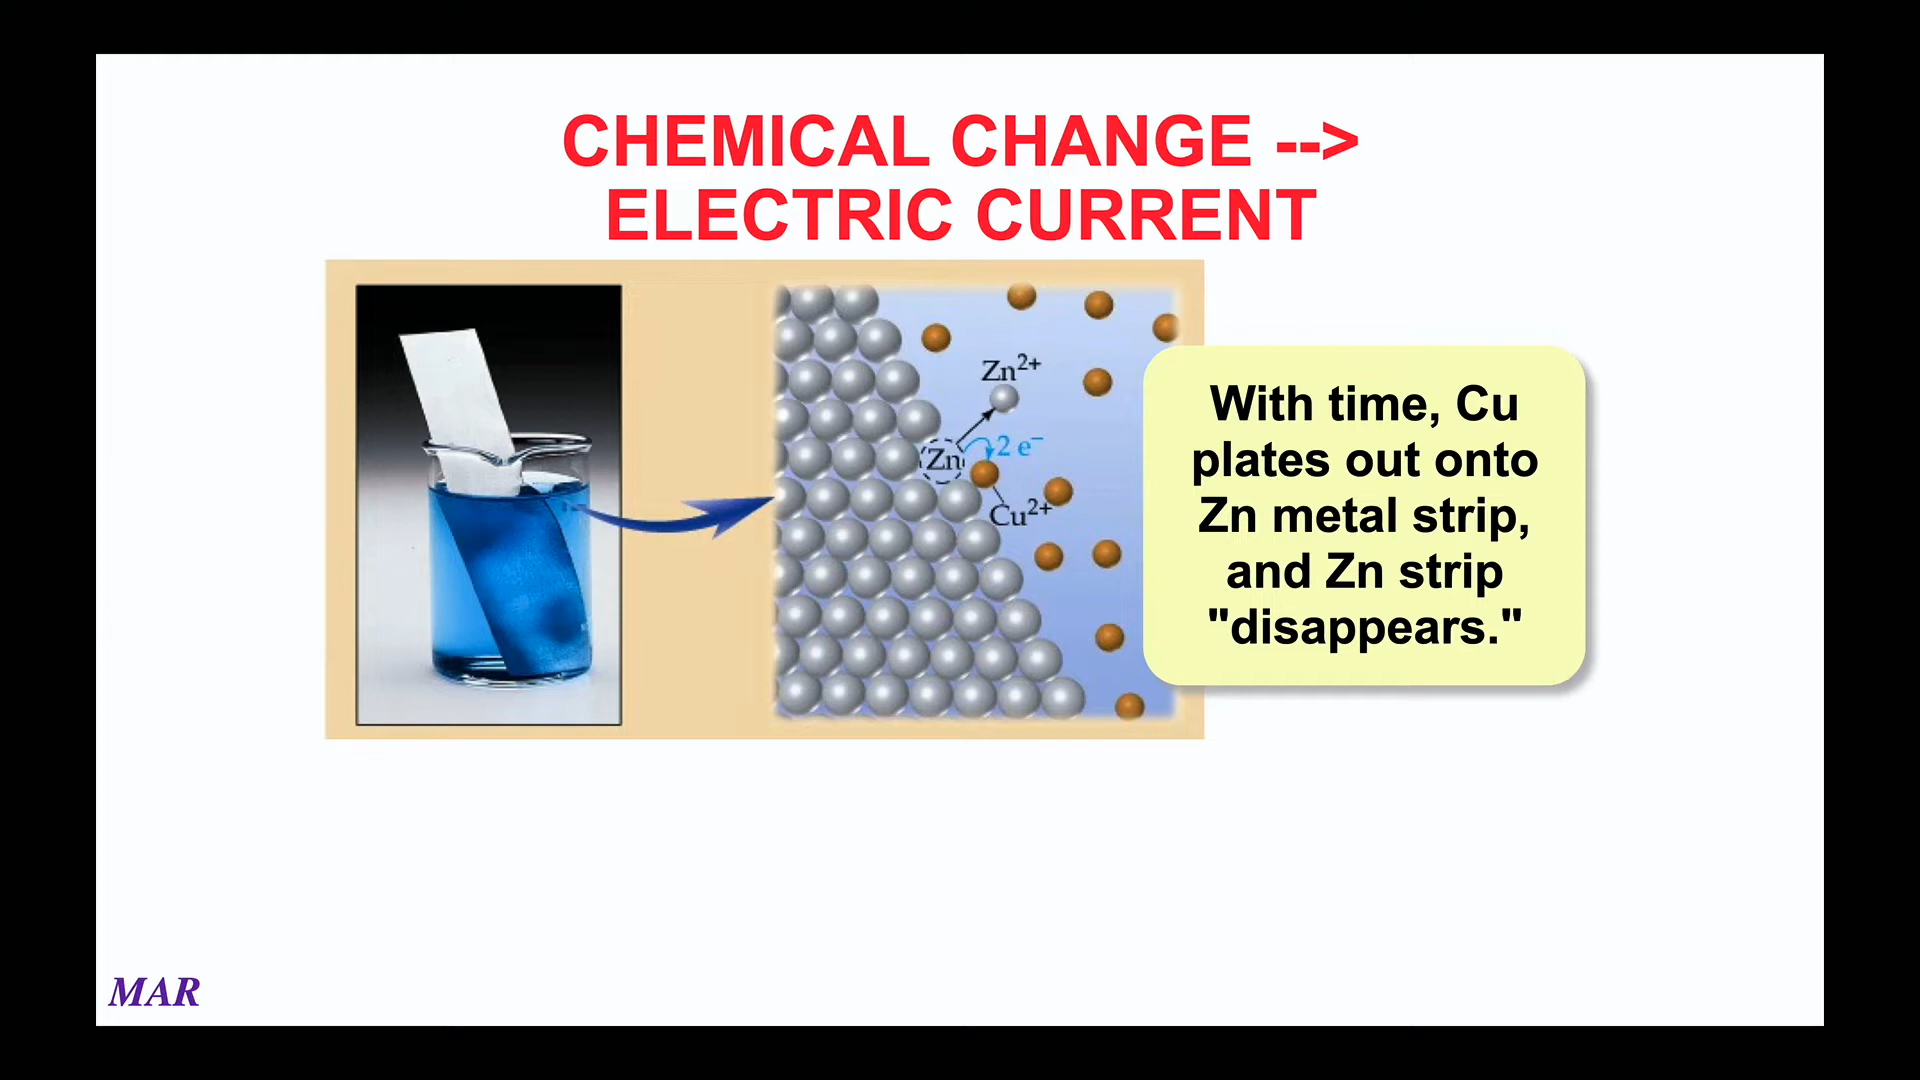 CHEMICAL CHANGE -->
ELECTRIC CURRENT
Zn²⁺
2 e⁻
Zn
Cu²⁺
With time, Cu
plates out onto
Zn metal strip,
and Zn strip
"disappears."
MAR